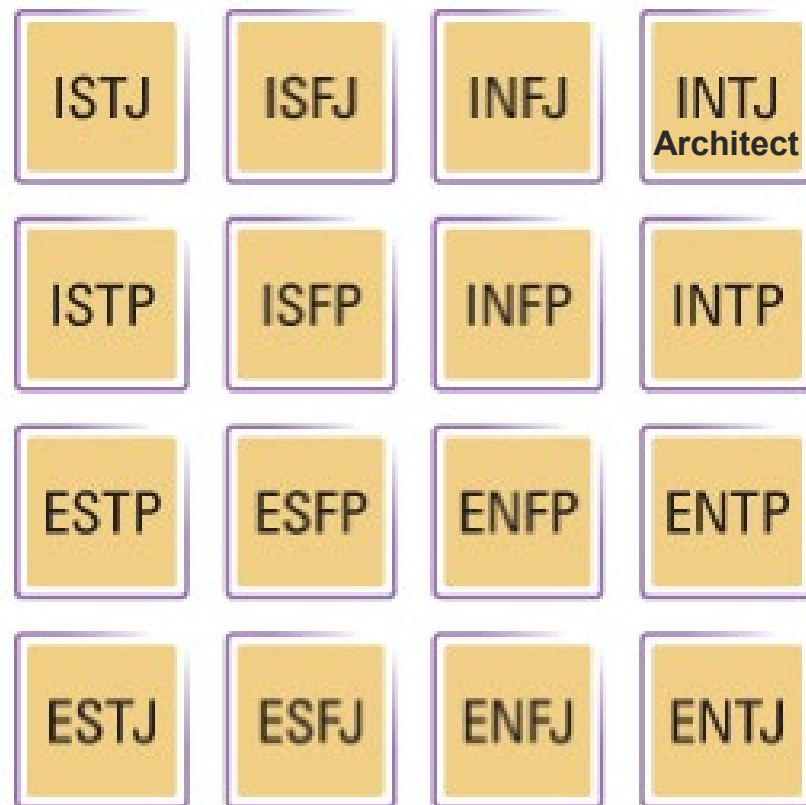 ISTJ ISFJ INFJ INTJ
Architect
ISTP ISFP INFP INTP
ESTP ESFP ENFP ENTP
ESTJ ESFJ ENFJ ENTJ